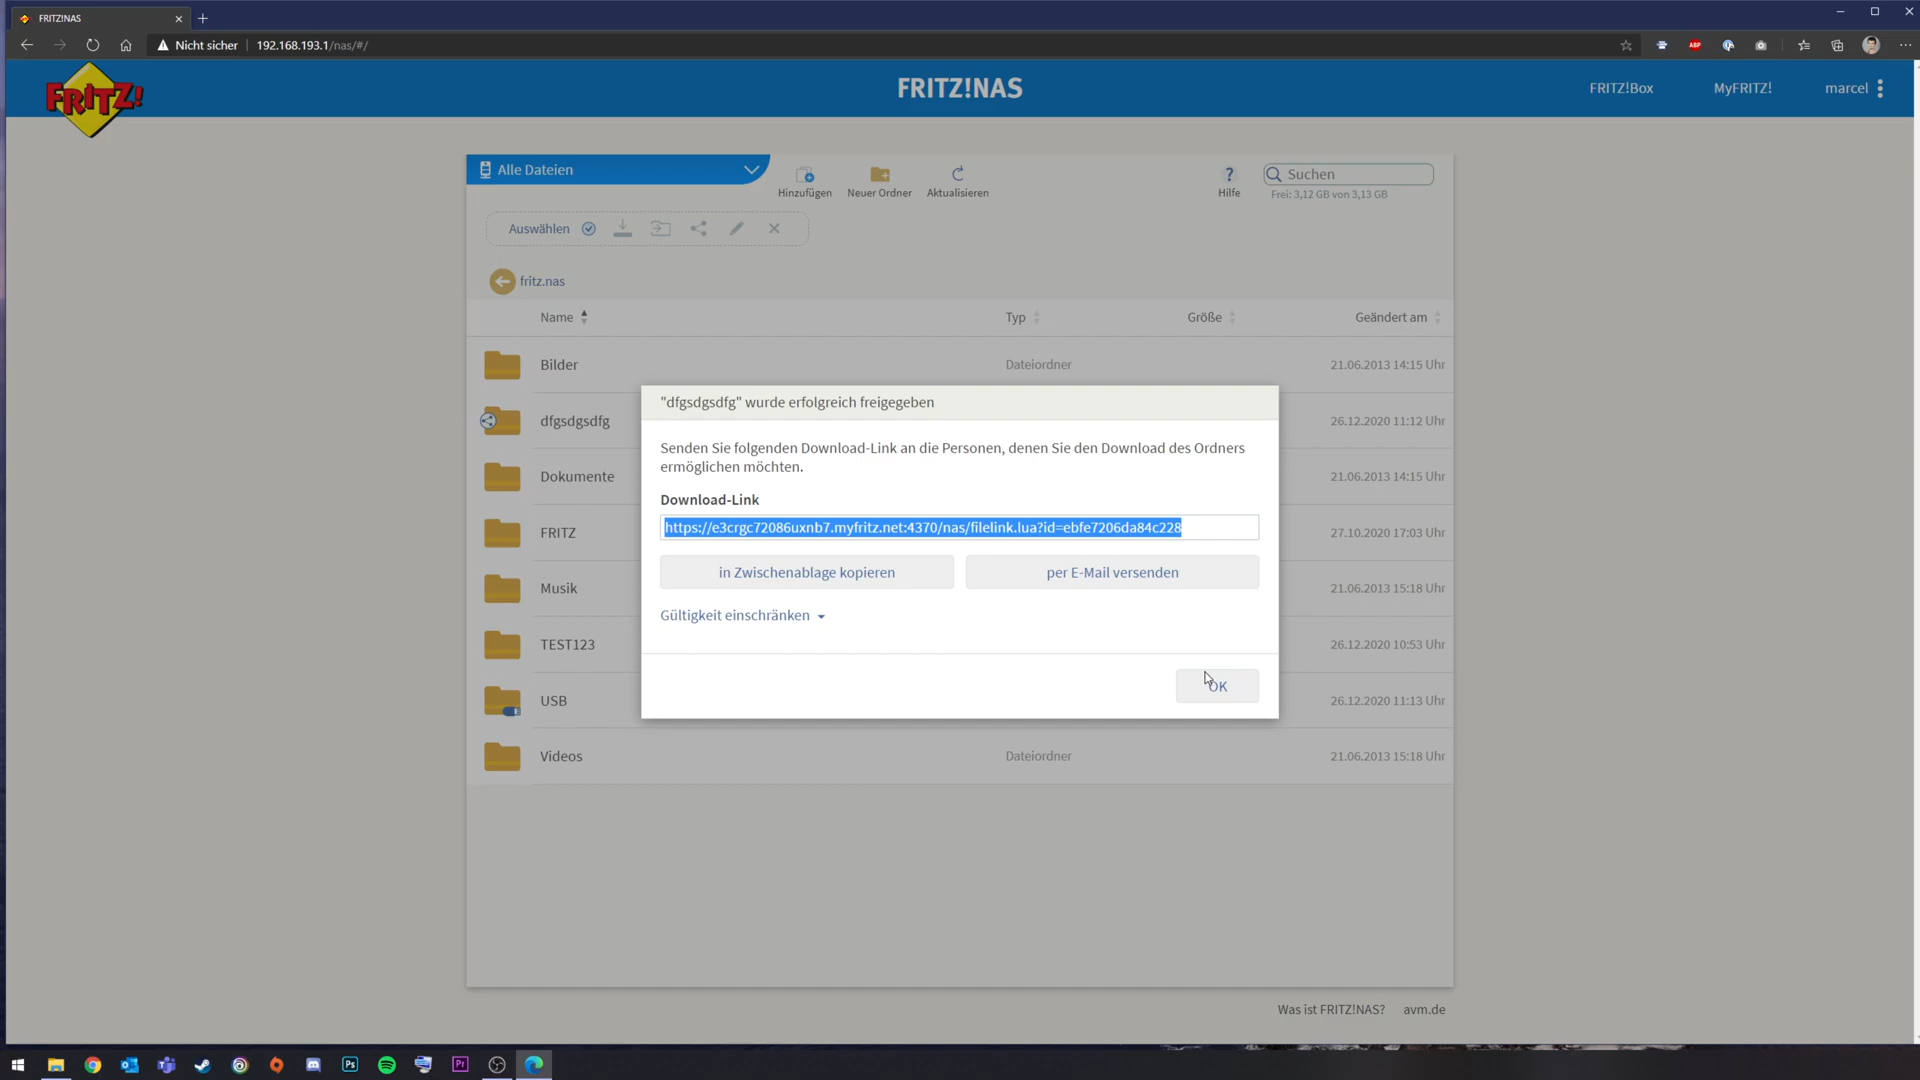 FRITZ!NAS
Nicht sicher
192.168.193.1/nas/#/
ABP
FRITZ!
FRITZ!NAS
FRITZ!Box
MyFRITZ!
marcel
Alle Dateien
Hinzufügen
Neuer Ordner
Aktualisieren
?
Hilfe
Suchen
Frei: 3,12 GB von 3,13 GB
Auswählen
fritz.nas
Name
Typ
Größe
Geändert am
Bilder
Dateiordner
21.06.2013 14:15 Uhr
"dfgsdgsdfg" wurde erfolgreich freigegeben
dfgsdgsdfg
26.12.2020 11:12 Uhr
Senden Sie folgenden Download-Link an die Personen, denen Sie den Download des Ordners
ermöglichen möchten.
Dokumente
21.06.2013 14:15 Uhr
Download-Link
https://e3crgc72086uxnb7.myfritz.net:4370/nas/filelink.lua?id=ebfe7206da84c228
FRITZ
27.10.2020 17:03 Uhr
in Zwischenablage kopieren
per E-Mail versenden
Musik
21.06.2013 15:18 Uhr
Gültigkeit einschränken
TEST123
26.12.2020 10:53 Uhr
OK
USB
26.12.2020 11:13 Uhr
Videos
Dateiordner
21.06.2013 15:18 Uhr
Was ist FRITZ!NAS?
avm.de
Ps
Pr